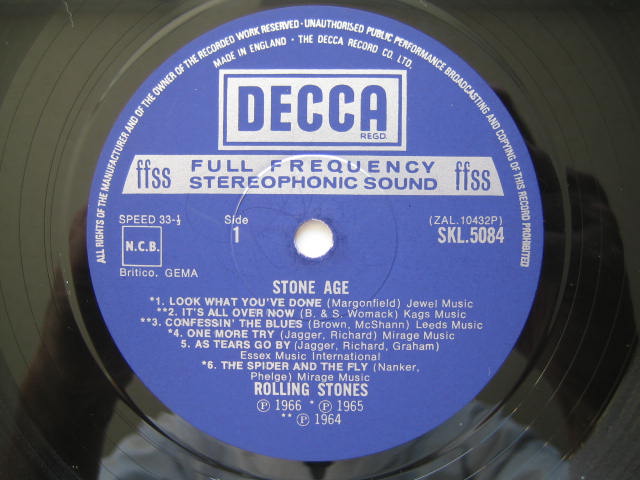 ALL RIGHTS OF THE MANUFACTURER AND OF THE OWNER OF THE RECORDED WORK RESERVED · UNAUTHORISED PUBLIC PERFORMANCE BROADCASTING AND COPYING OF THIS RECORD PROHIBITED
MADE IN ENGLAND · THE DECCA RECORD CO. LTD.
DECCA
REGD.
ffss FULL FREQUENCY ffss
STEREOPHONIC SOUND
SPEED 33-⅓ Side (ZAL.10432P)
1 SKL.5084
N.C.B.
Britico, GEMA
STONE AGE
*1. LOOK WHAT YOU'VE DONE (Margonfield) Jewel Music
**2. IT'S ALL OVER NOW (B. & S. Womack) Kags Music
**3. CONFESSIN' THE BLUES (Brown, McShann) Leeds Music
*4. ONE MORE TRY (Jagger, Richard) Mirage Music
5. AS TEARS GO BY (Jagger, Richard, Graham)
Essex Music International
*6. THE SPIDER AND THE FLY (Nanker,
Phelge) Mirage Music
ROLLING STONES
℗ 1966 * ℗ 1965
** ℗ 1964